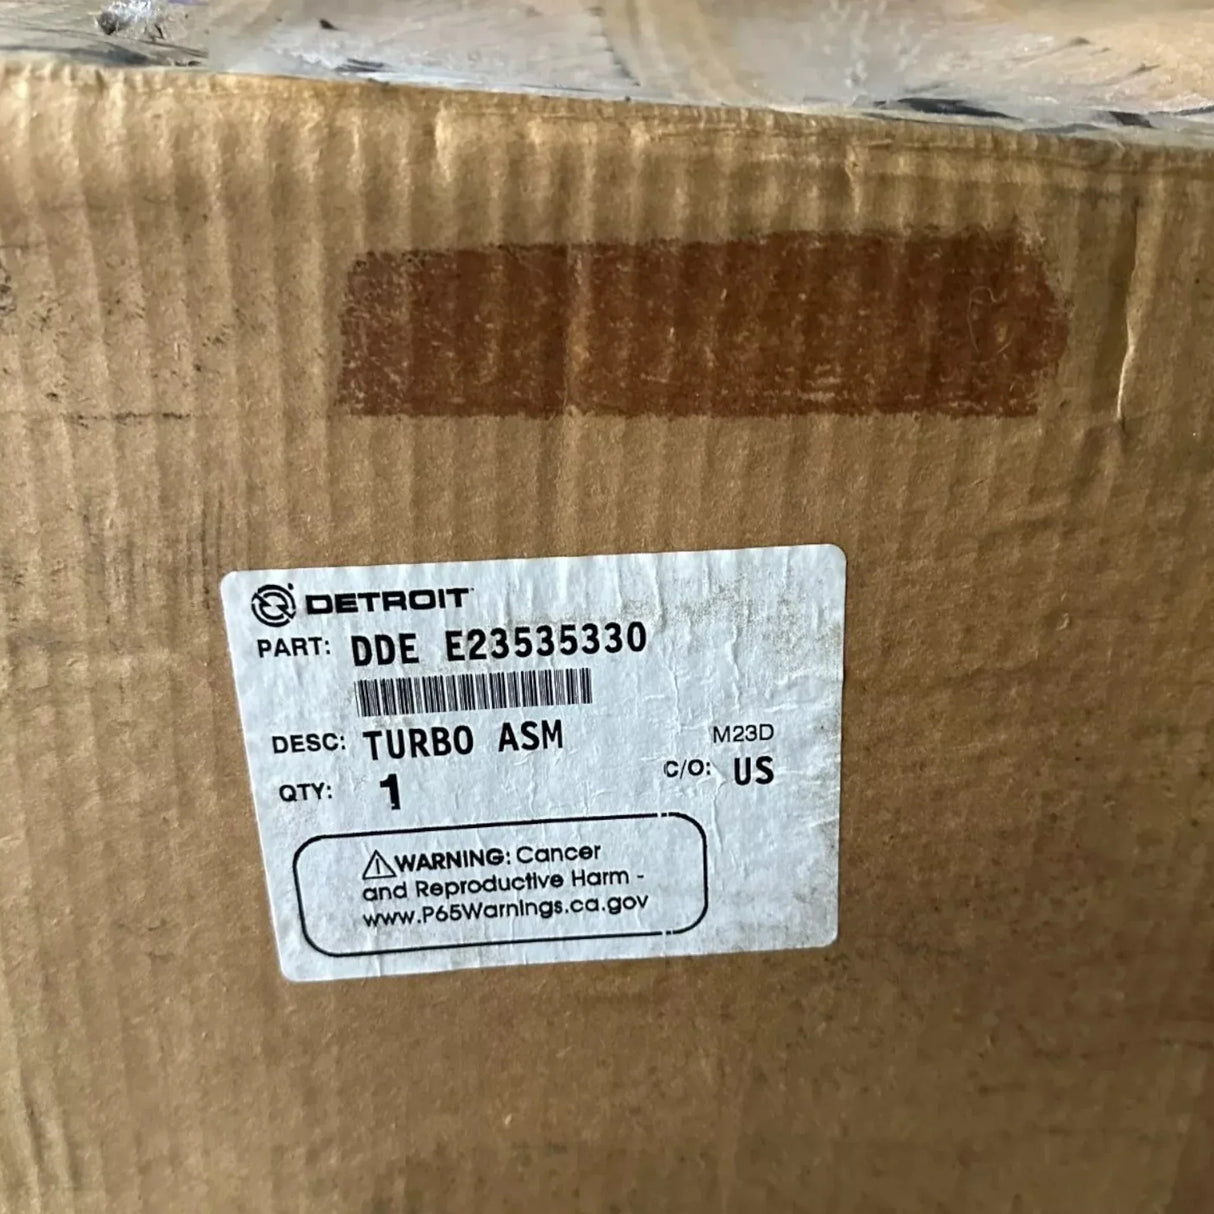 DETROIT
PART: DDE E23535330
DESC: TURBO ASM
M23D
QTY: 1
C/O: US
⚠WARNING: Cancer
and Reproductive Harm -
www.P65Warnings.ca.gov